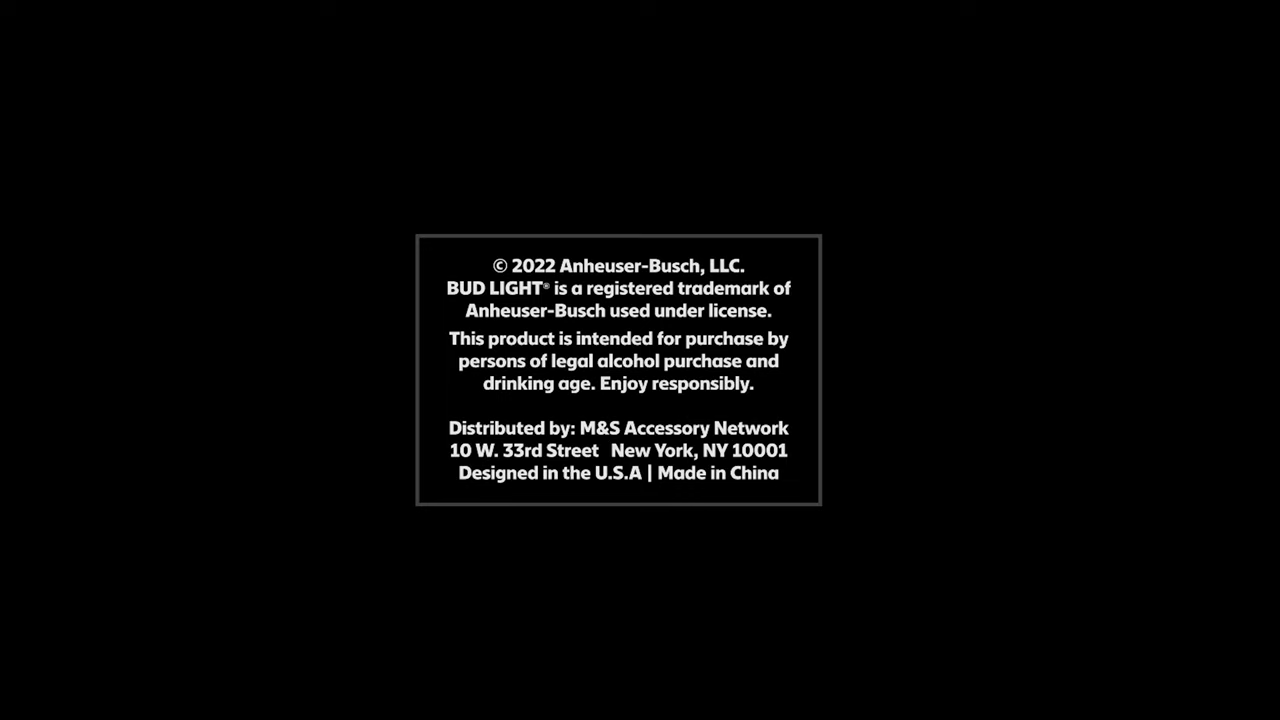 © 2022 Anheuser-Busch, LLC.
BUD LIGHT® is a registered trademark of
Anheuser-Busch used under license.
This product is intended for purchase by
persons of legal alcohol purchase and
drinking age. Enjoy responsibly.
Distributed by: M&S Accessory Network
10 W. 33rd Street New York, NY 10001
Designed in the U.S.A | Made in China